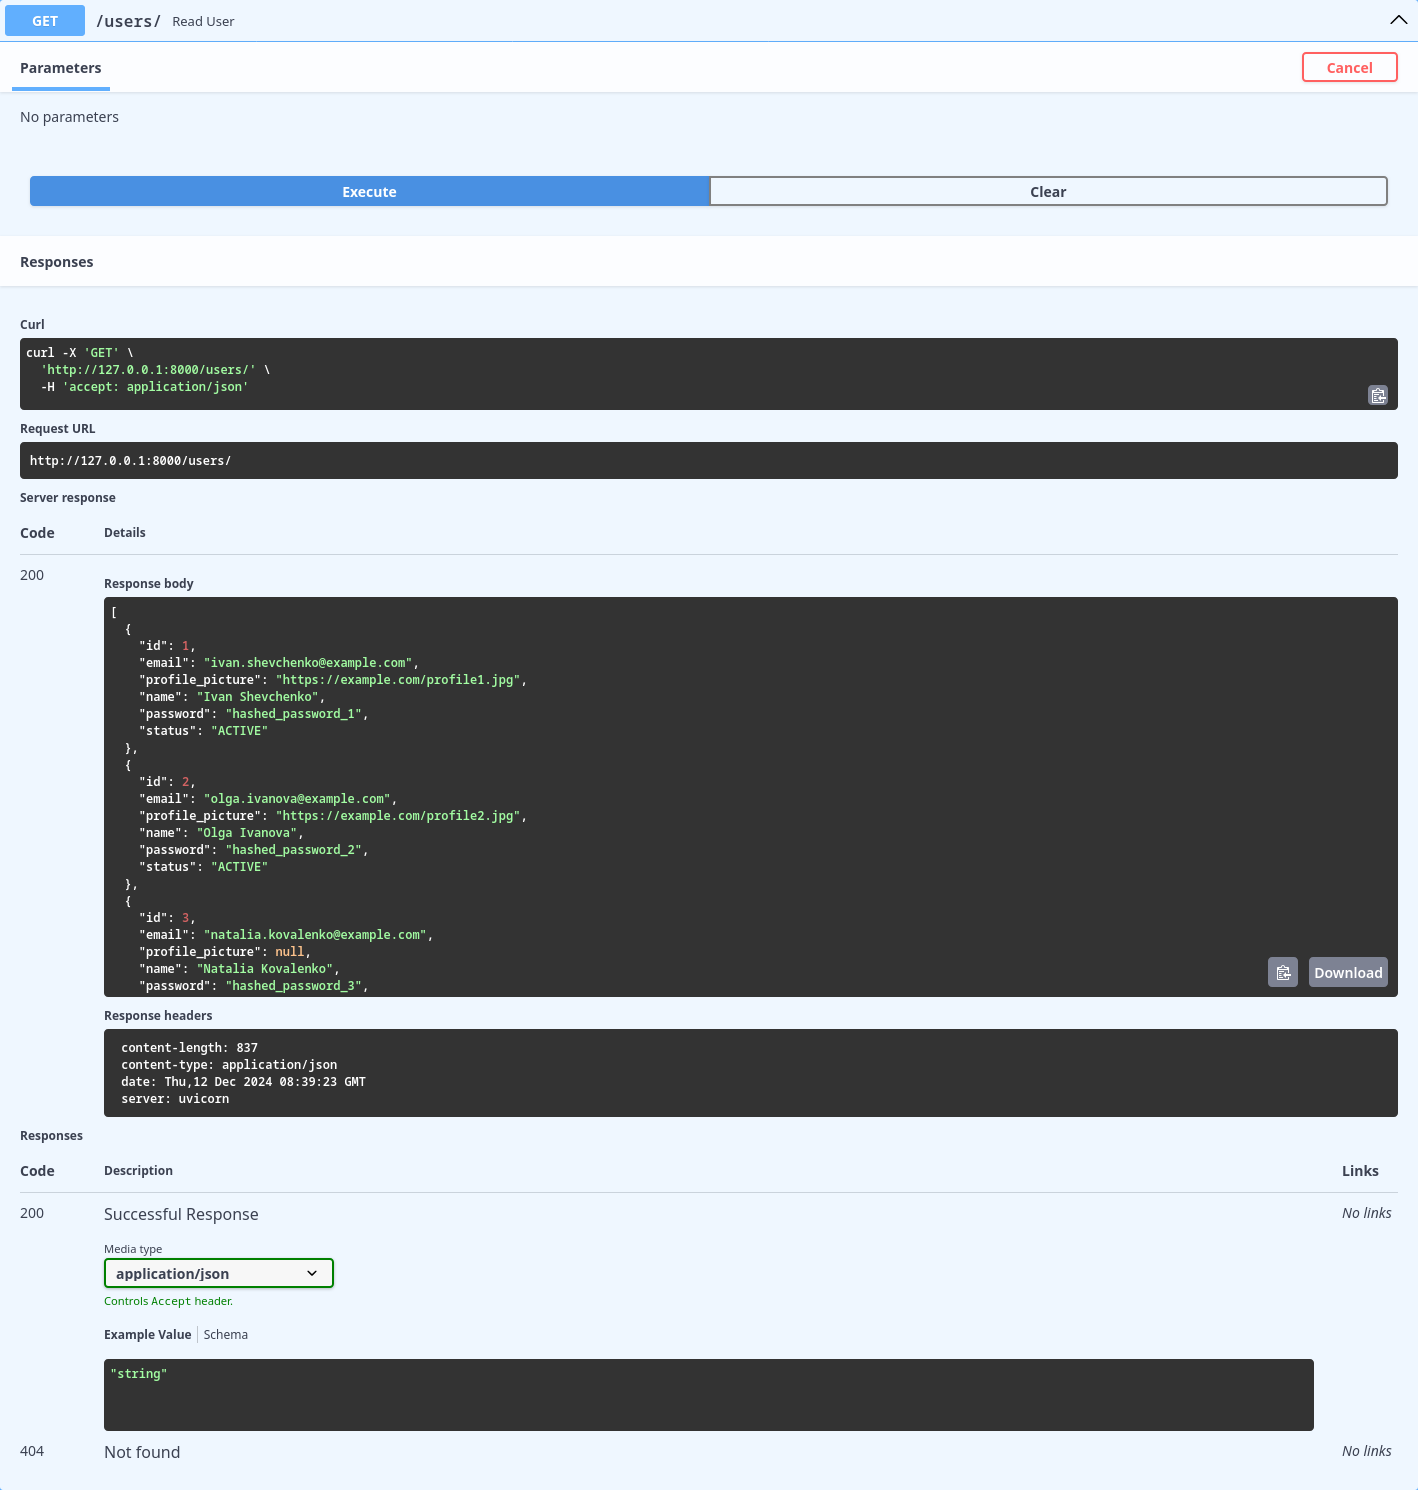 GET /users/ Read User
Parameters
Cancel
No parameters
Execute
Clear
Responses
Curl
curl -X 'GET' \
  'http://127.0.0.1:8000/users/' \
  -H 'accept: application/json'
Request URL
http://127.0.0.1:8000/users/
Server response
Code Details
200
Response body
[
  {
    "id": 1,
    "email": "ivan.shevchenko@example.com",
    "profile_picture": "https://example.com/profile1.jpg",
    "name": "Ivan Shevchenko",
    "password": "hashed_password_1",
    "status": "ACTIVE"
  },
  {
    "id": 2,
    "email": "olga.ivanova@example.com",
    "profile_picture": "https://example.com/profile2.jpg",
    "name": "Olga Ivanova",
    "password": "hashed_password_2",
    "status": "ACTIVE"
  },
  {
    "id": 3,
    "email": "natalia.kovalenko@example.com",
    "profile_picture": null,
    "name": "Natalia Kovalenko",
    "password": "hashed_password_3",
Download
Response headers
content-length: 837
content-type: application/json
date: Thu,12 Dec 2024 08:39:23 GMT
server: uvicorn
Responses
Code Description Links
200 Successful Response No links
Media type
application/json
Controls Accept header.
Example Value Schema
"string"
404 Not found No links